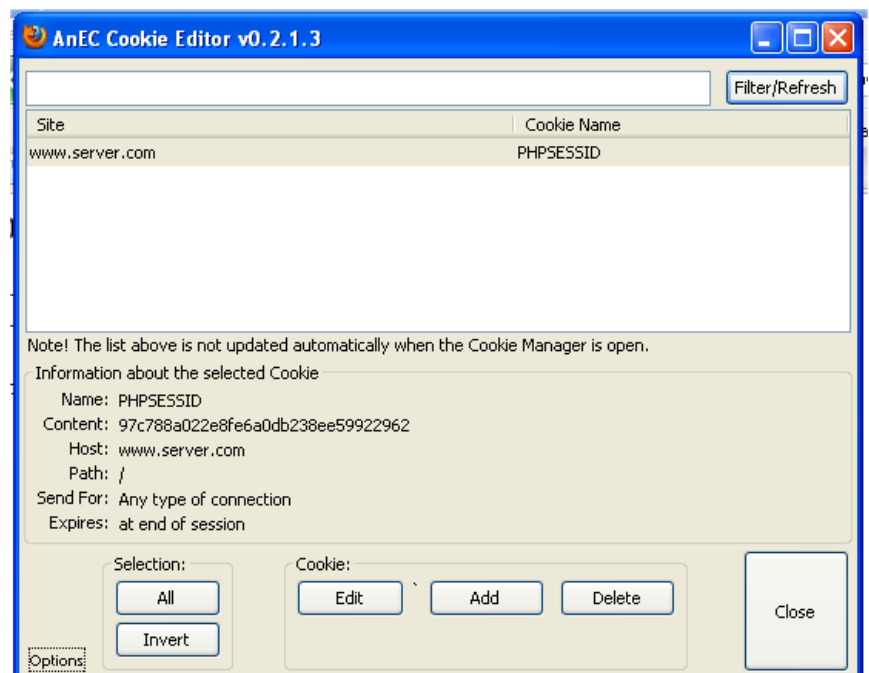 AnEC Cookie Editor v0.2.1.3
Filter/Refresh
Site Cookie Name
www.server.com PHPSESSID
Note! The list above is not updated automatically when the Cookie Manager is open.
Information about the selected Cookie
Name: PHPSESSID
Content: 97c788a022e8fe6a0db238ee59922962
Host: www.server.com
Path: /
Send For: Any type of connection
Expires: at end of session
Selection: Cookie:
All Edit ` Add Delete Close
Invert
Options